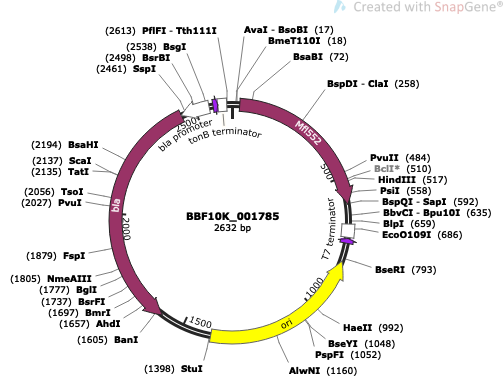 Created with SnapGene®
(2613) PflFI - Tth111I
(2538) BsgI
(2498) BsrBI
(2461) SspI
AvaI - BsoBI (17)
BmeT110I (18)
BsaBI (72)
BspDI - ClaI (258)
PvuII (484)
BclI* (510)
HindIII (517)
PsiI (558)
BspQI - SapI (592)
BbvCI - Bpu10I (635)
BlpI (659)
EcoO109I (686)
BseRI (793)
HaeII (992)
BseYI (1048)
PspFI (1052)
AlwNI (1160)
(1398) StuI
(1605) BanI
(1657) AhdI
(1697) BmrI
(1737) BsrFI
(1777) BglI
(1805) NmeAIII
(1879) FspI
(2027) PvuI
(2056) TsoI
(2135) TatI
(2137) ScaI
(2194) BsaHI
bla promoter
tonB terminator
Mfl552
T7 terminator
ori
bla
500
1000
1500
2000
2500
BBF10K_001785
2632 bp